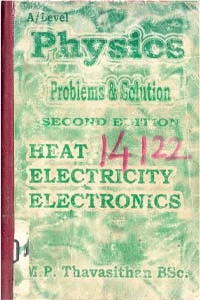 A/Level
Physics
Problems & Solution
SECOND EDITION
HEAT 14122
ELECTRICITY
ELECTRONICS
M.P. Thavasithan BSc.